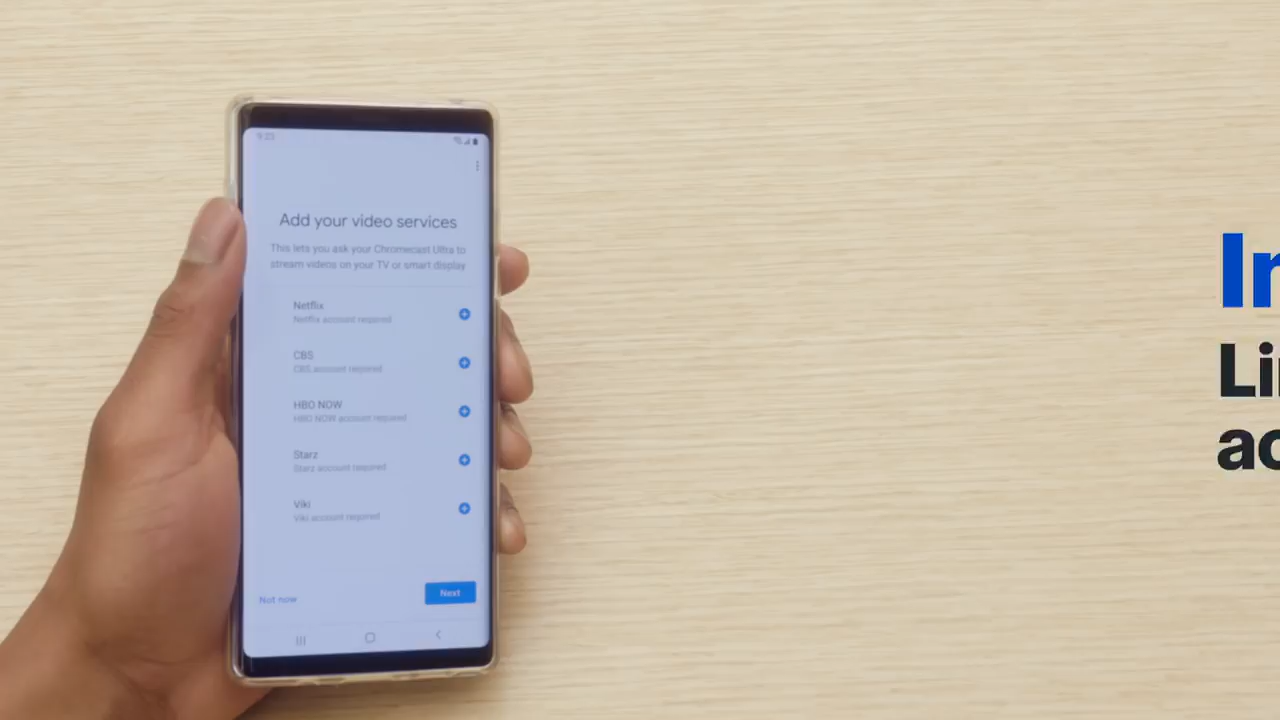 9:23
Add your video services
This lets you ask your Chromecast Ultra to
stream videos on your TV or smart display
Netflix
Netflix account required
CBS
CBS account required
HBO NOW
HBO NOW account required
Starz
Starz account required
Viki
Viki account required
Not now
Next